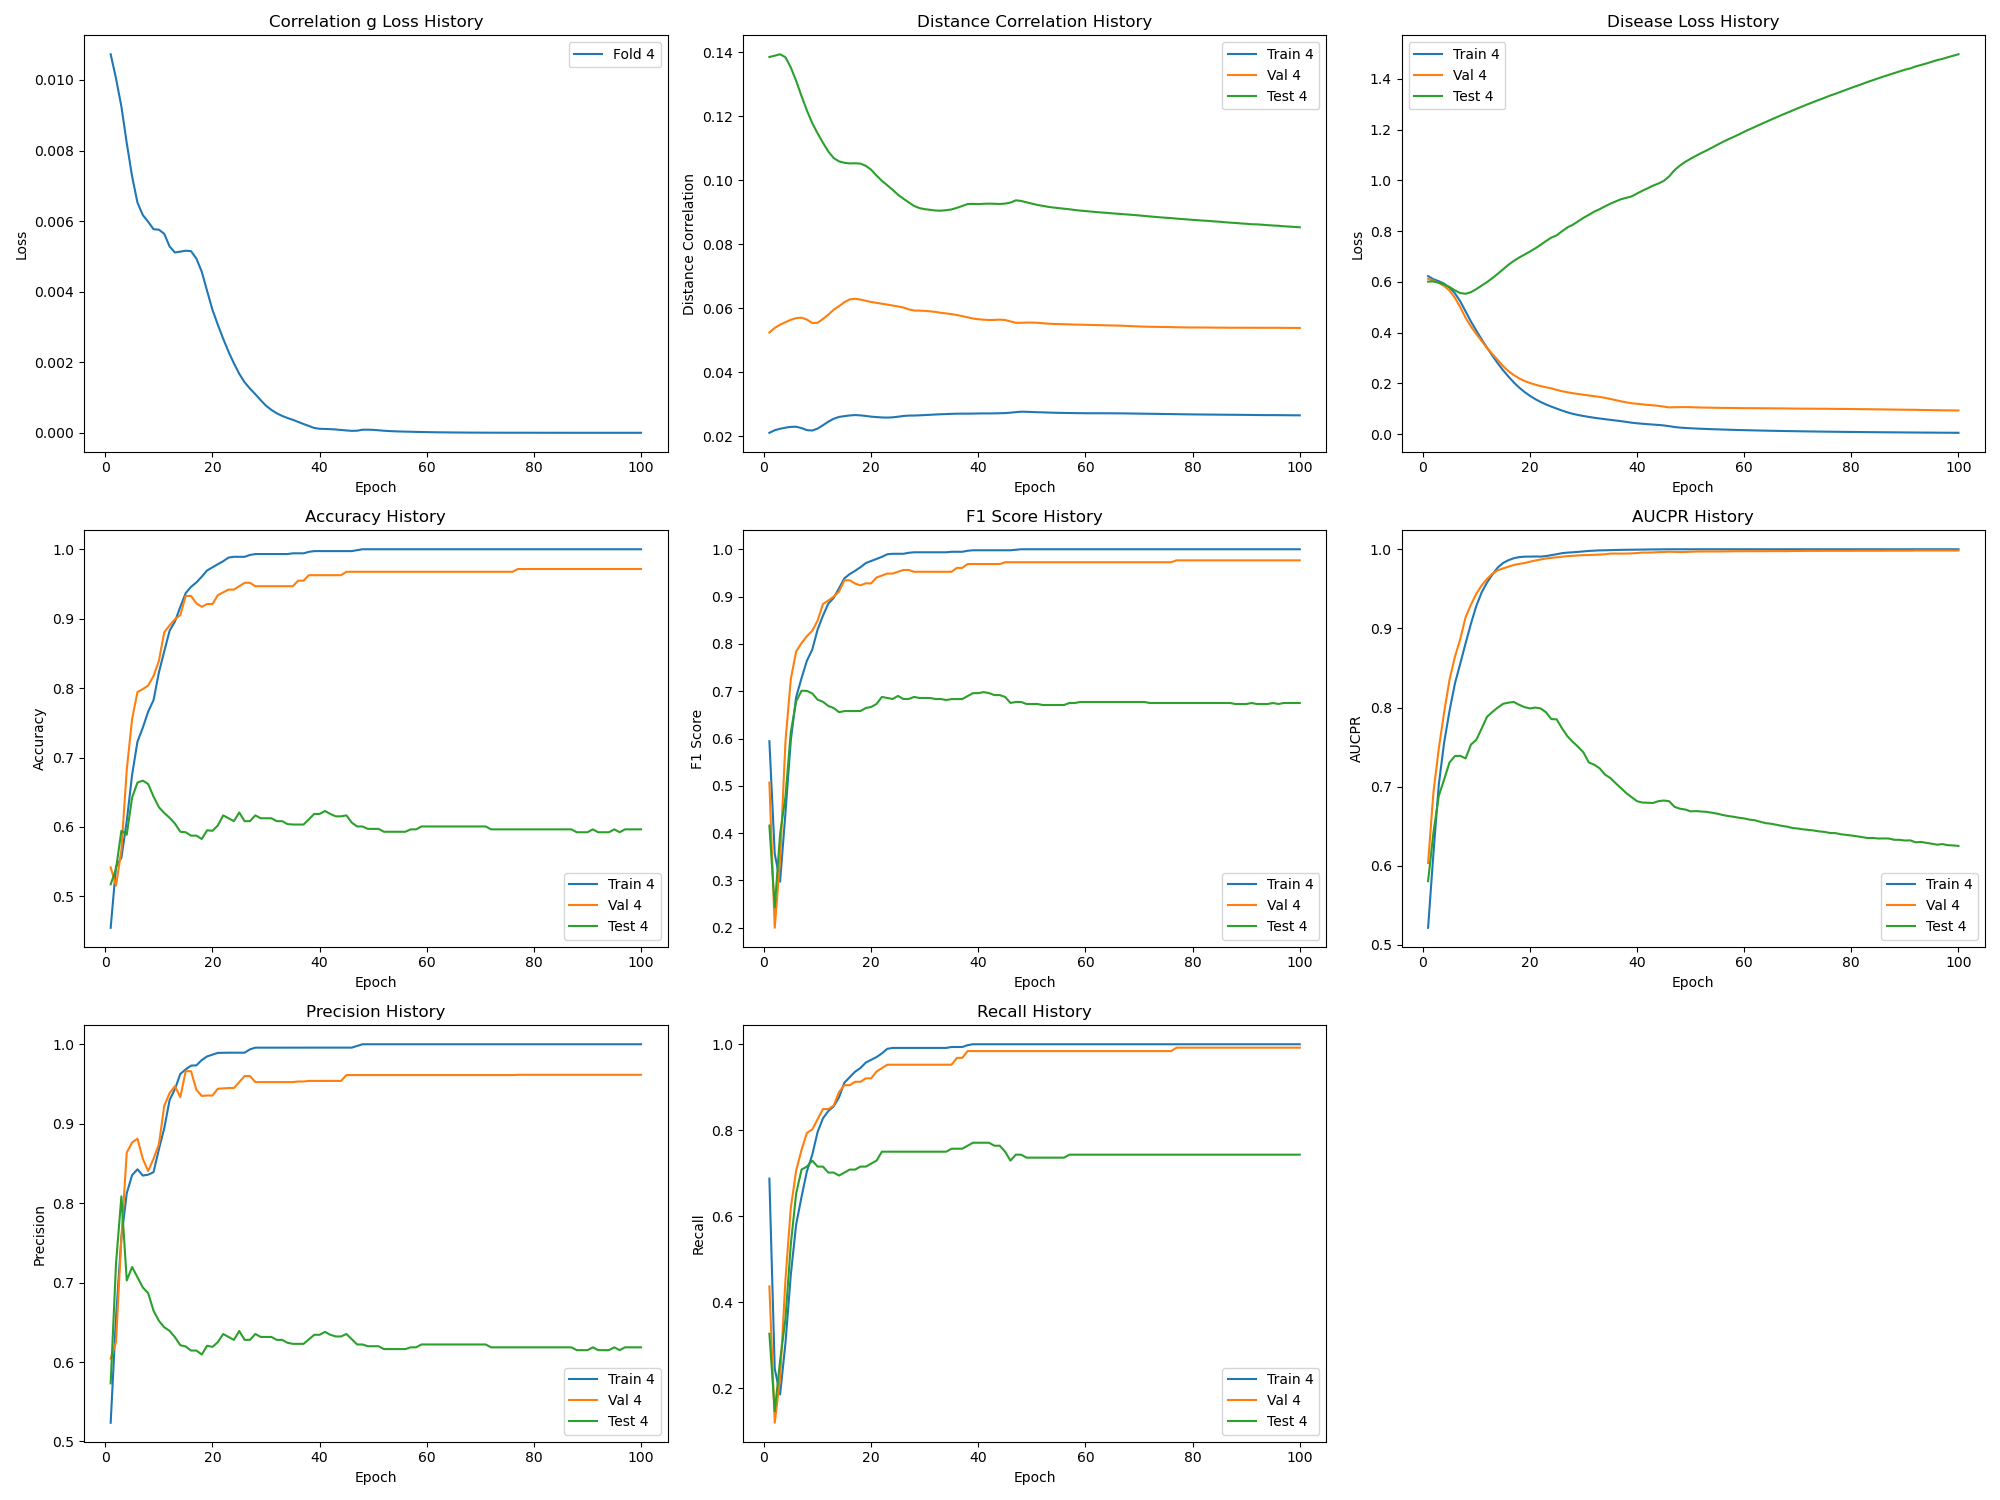 Correlation g Loss History
Loss
0.010
0.008
0.006
0.004
0.002
0.000
Fold 4
0 20 40 60 80 100
Epoch
Distance Correlation History
Distance Correlation
0.14
0.12
0.10
0.08
0.06
0.04
0.02
Train 4
Val 4
Test 4
0 20 40 60 80 100
Epoch
Disease Loss History
Loss
1.4
1.2
1.0
0.8
0.6
0.4
0.2
0.0
Train 4
Val 4
Test 4
0 20 40 60 80 100
Epoch
Accuracy History
Accuracy
1.0
0.9
0.8
0.7
0.6
0.5
Train 4
Val 4
Test 4
0 20 40 60 80 100
Epoch
F1 Score History
F1 Score
1.0
0.9
0.8
0.7
0.6
0.5
0.4
0.3
0.2
Train 4
Val 4
Test 4
0 20 40 60 80 100
Epoch
AUCPR History
AUCPR
1.0
0.9
0.8
0.7
0.6
0.5
Train 4
Val 4
Test 4
0 20 40 60 80 100
Epoch
Precision History
Precision
1.0
0.9
0.8
0.7
0.6
0.5
Train 4
Val 4
Test 4
0 20 40 60 80 100
Epoch
Recall History
Recall
1.0
0.8
0.6
0.4
0.2
Train 4
Val 4
Test 4
0 20 40 60 80 100
Epoch